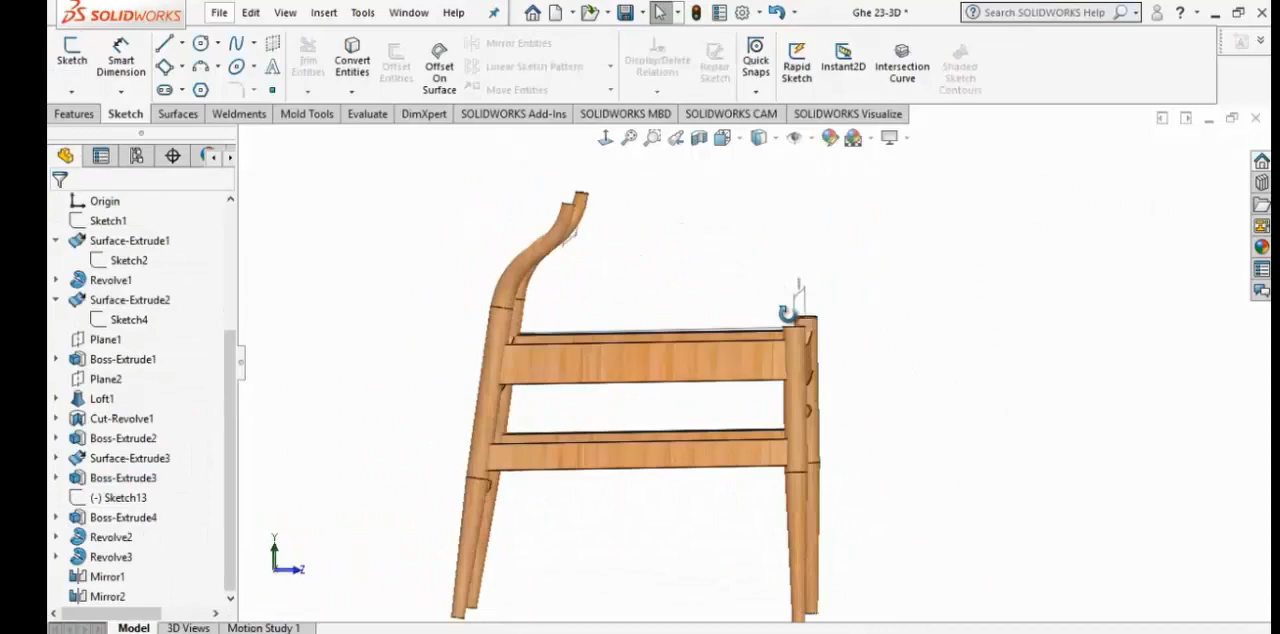 SOLIDWORKS File Edit View Insert Tools Window Help Ghe 23-3D * Search SOLIDWORKS Help ?
Sketch Smart Dimension Trim Entities Convert Entities Offset Entities Offset On Surface Mirror Entities Linear Sketch Pattern Move Entities Display/Delete Relations Repair Sketch Quick Snaps Rapid Sketch Instant2D Intersection Curve Shaded Sketch Contours
Features Sketch Surfaces Weldments Mold Tools Evaluate DimXpert SOLIDWORKS Add-Ins SOLIDWORKS MBD SOLIDWORKS CAM SOLIDWORKS Visualize
Origin
Sketch1
Surface-Extrude1
Sketch2
Revolve1
Surface-Extrude2
Sketch4
Plane1
Boss-Extrude1
Plane2
Loft1
Cut-Revolve1
Boss-Extrude2
Surface-Extrude3
Boss-Extrude3
(-) Sketch13
Boss-Extrude4
Revolve2
Revolve3
Mirror1
Mirror2
Y
Z
Model 3D Views Motion Study 1